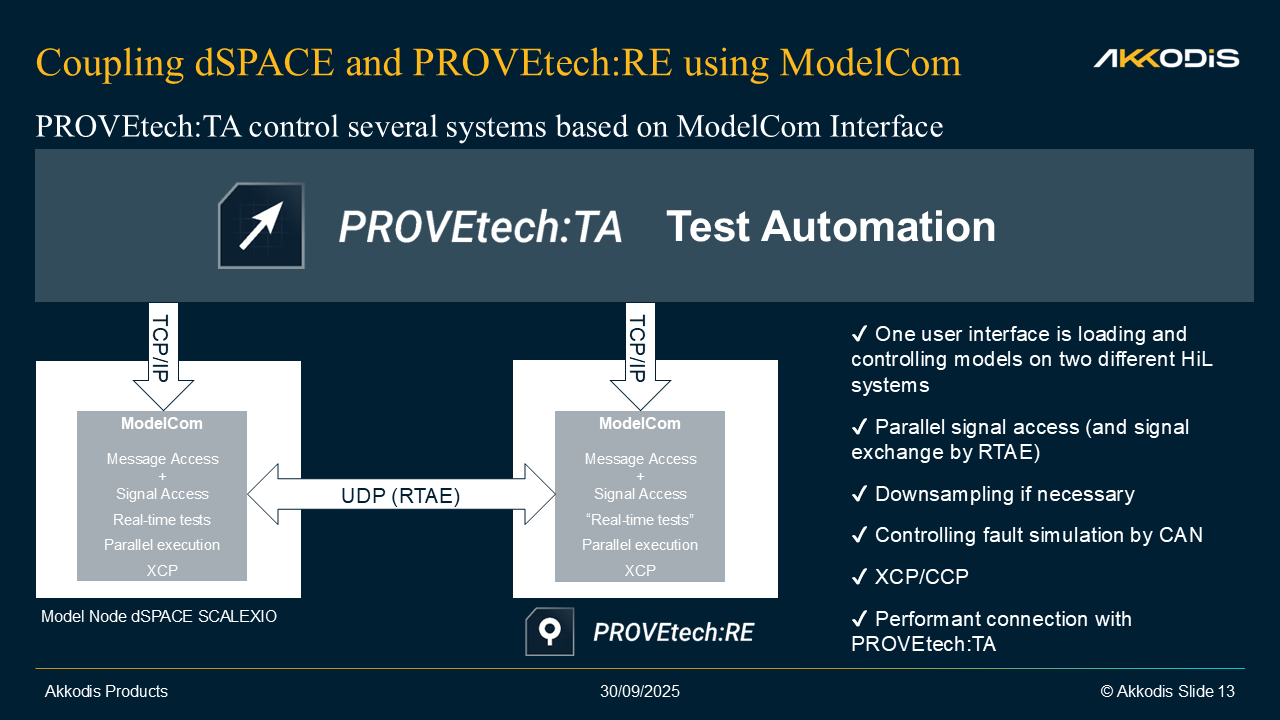 Coupling dSPACE and PROVEtech:RE using ModelCom
AKKODiS
PROVEtech:TA control several systems based on ModelCom Interface
PROVEtech:TA Test Automation
TCP/IP
TCP/IP
ModelCom
Message Access
+
Signal Access
Real-time tests
Parallel execution
XCP
Model Node dSPACE SCALEXIO
UDP (RTAE)
ModelCom
Message Access
+
Signal Access
“Real-time tests”
Parallel execution
XCP
PROVEtech:RE
✓ One user interface is loading and
controlling models on two different HiL
systems
✓ Parallel signal access (and signal
exchange by RTAE)
✓ Downsampling if necessary
✓ Controlling fault simulation by CAN
✓ XCP/CCP
✓ Performant connection with
PROVEtech:TA
Akkodis Products
30/09/2025
© Akkodis Slide 13